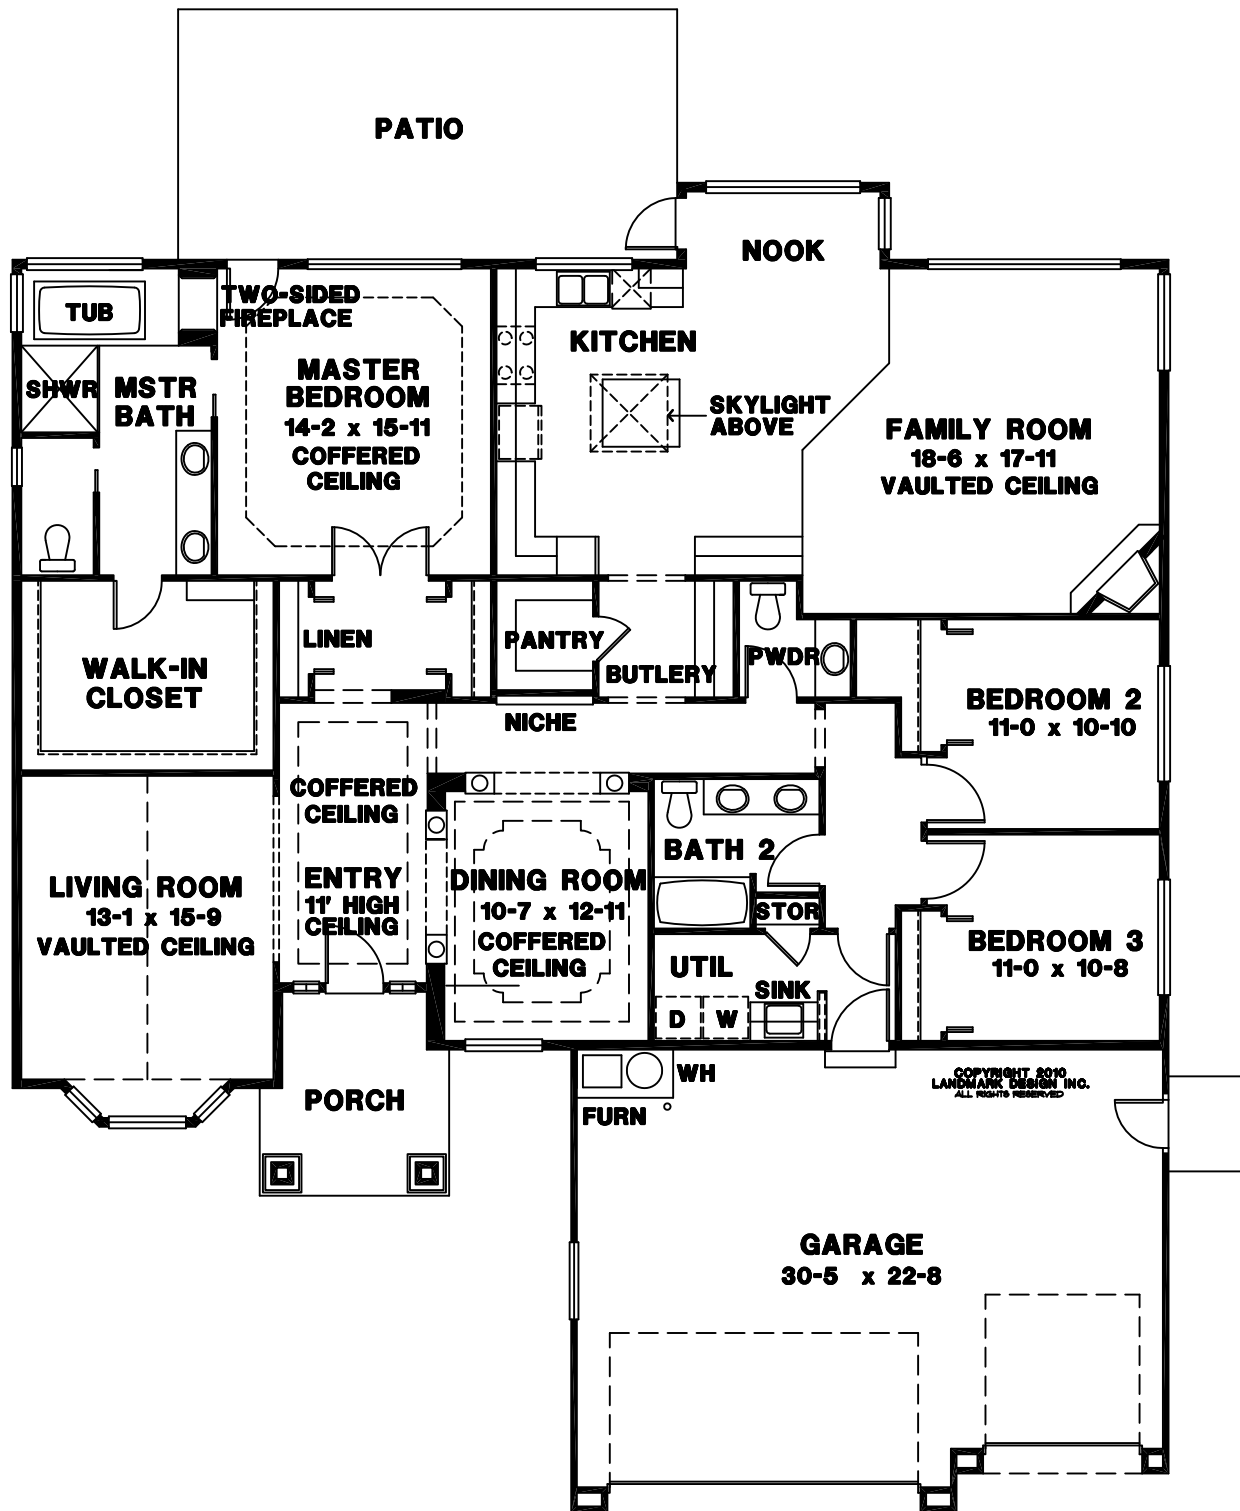 PATIO
NOOK
TWO-SIDED
FIREPLACE
TUB
KITCHEN
MASTER
BEDROOM
14-2 x 15-11
COFFERED
CEILING
SHWR
MSTR
BATH
SKYLIGHT
ABOVE
FAMILY ROOM
18-6 x 17-11
VAULTED CEILING
LINEN
PANTRY
BUTLERY
PWDR
WALK-IN
CLOSET
BEDROOM 2
11-0 x 10-10
NICHE
COFFERED
CEILING
ENTRY
11' HIGH
CEILING
LIVING ROOM
13-1 x 15-9
VAULTED CEILING
DINING ROOM
10-7 x 12-11
COFFERED
CEILING
BATH 2
STOR
BEDROOM 3
11-0 x 10-8
UTIL
SINK
D
W
WH
FURN
COPYRIGHT 2010
LANDMARK DESIGN INC.
ALL RIGHTS RESERVED
PORCH
GARAGE
30-5 x 22-8